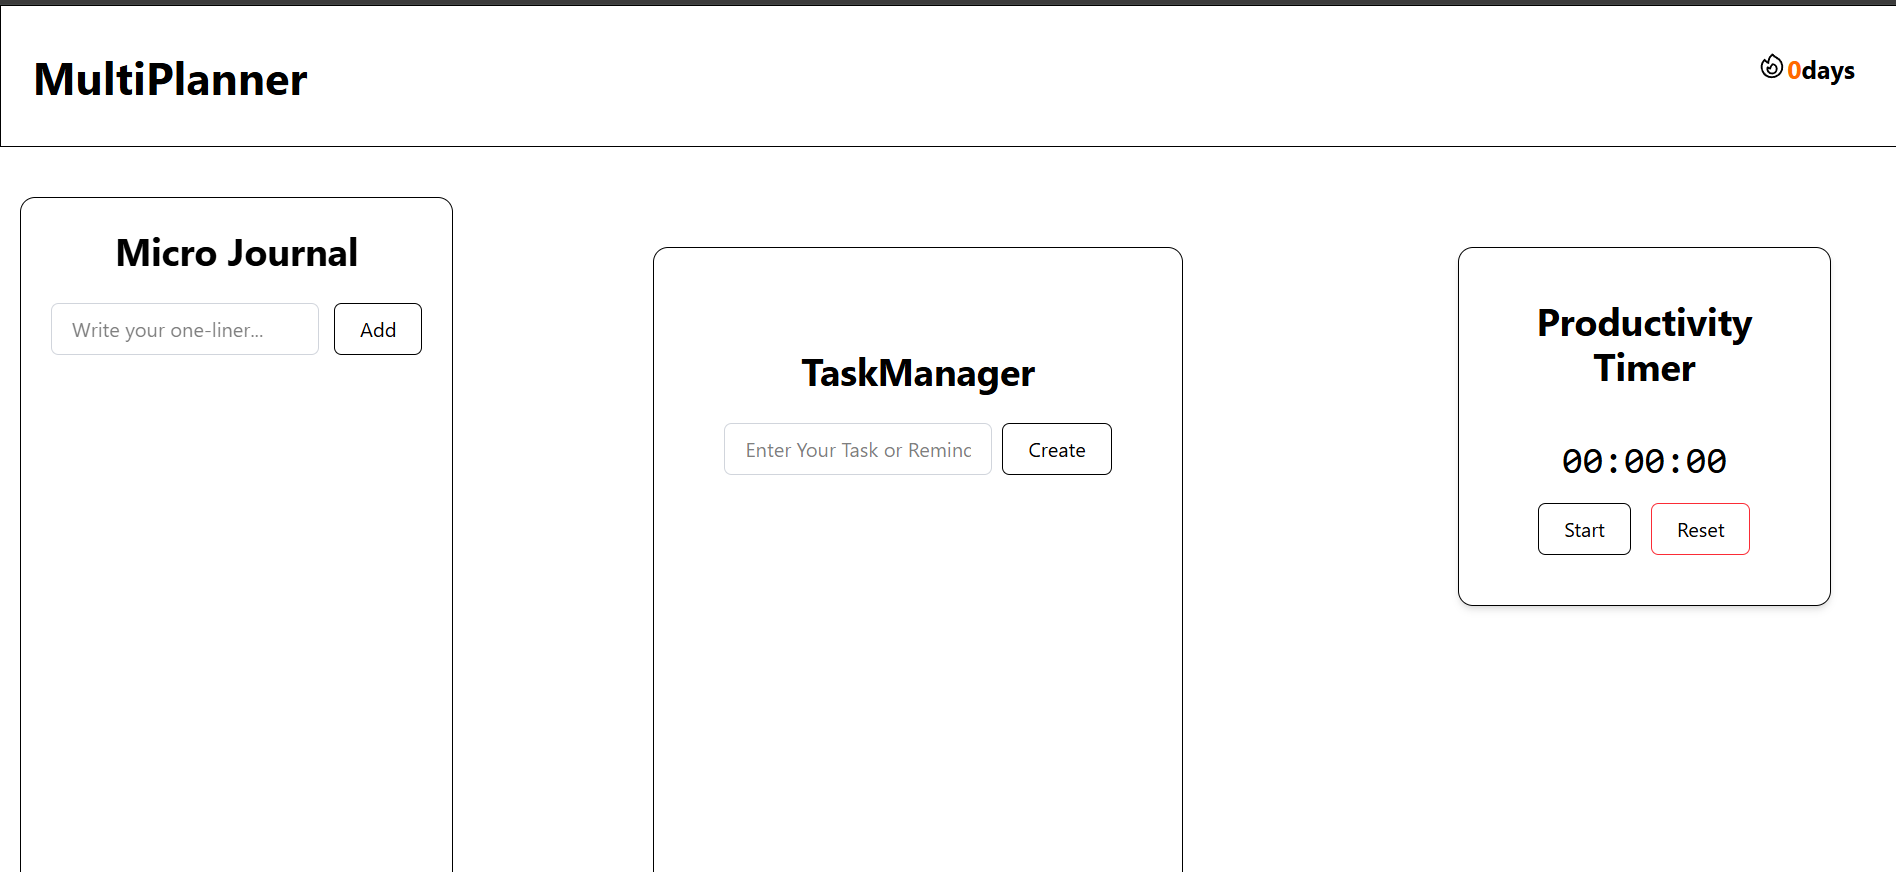 MultiPlanner
0days
Micro Journal
Write your one-liner...
Add
TaskManager
Enter Your Task or Reminc
Create
Productivity
Timer
00:00:00
Start
Reset